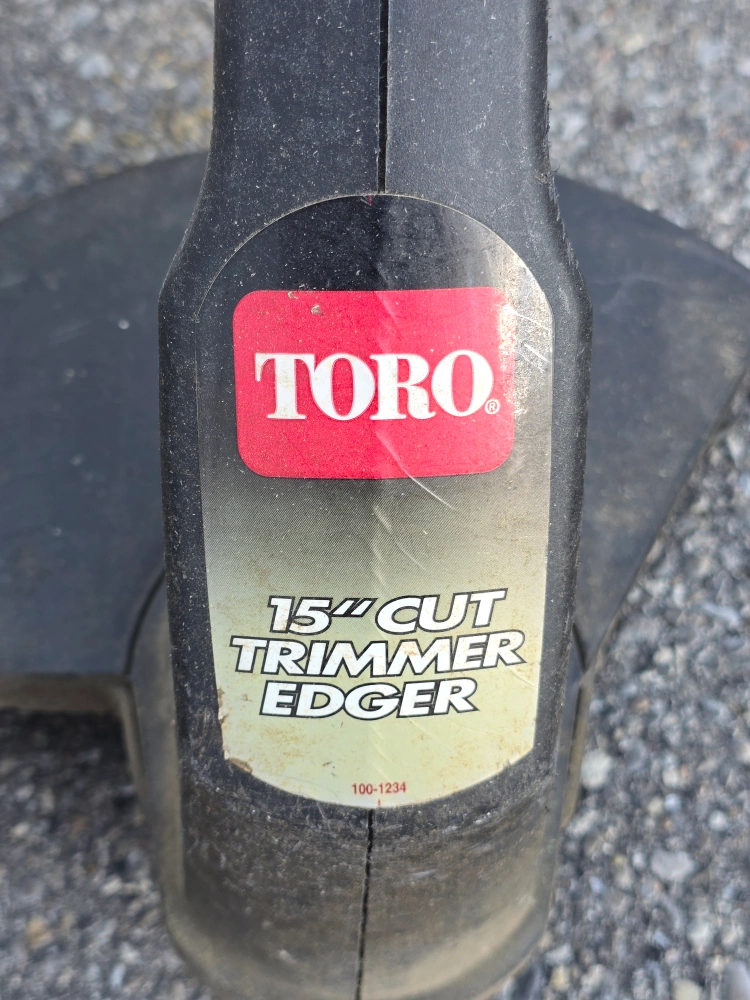 TORO®
15" CUT
TRIMMER
EDGER
100-1234